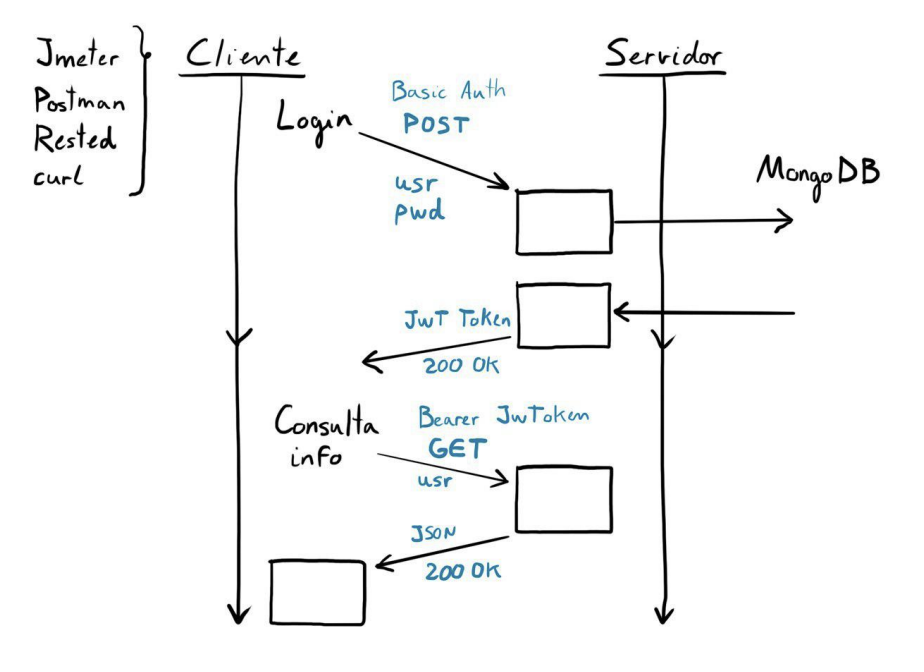 Jmeter
Postman
Rested
curl
Cliente
Servidor
Login
Basic Auth
POST
usr
pwd
MongoDB
JWT Token
200 OK
Consulta
info
Bearer JwToken
GET
usr
JSON
200 OK